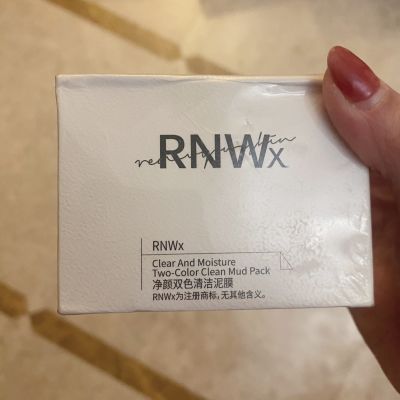 RNWx
RNWx
Clear And Moisture
Two-Color Clean Mud Pack
净颜双色清洁泥膜
RNWx为注册商标,无其他含义。